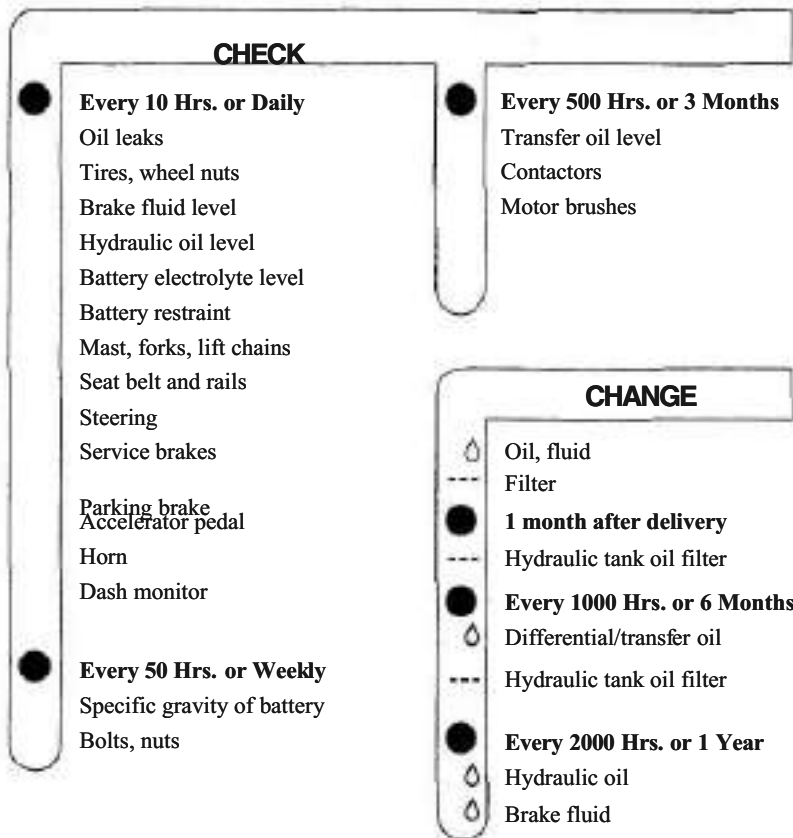 CHECK
Every 10 Hrs. or Daily
Oil leaks
Tires, wheel nuts
Brake fluid level
Hydraulic oil level
Battery electrolyte level
Battery restraint
Mast, forks, lift chains
Seat belt and rails
Steering
Service brakes
Parking brake
Accelerator pedal
Horn
Dash monitor
Every 50 Hrs. or Weekly
Specific gravity of battery
Bolts, nuts
Every 500 Hrs. or 3 Months
Transfer oil level
Contactors
Motor brushes
CHANGE
Oil, fluid
Filter
1 month after delivery
Hydraulic tank oil filter
Every 1000 Hrs. or 6 Months
Differential/transfer oil
Hydraulic tank oil filter
Every 2000 Hrs. or 1 Year
Hydraulic oil
Brake fluid